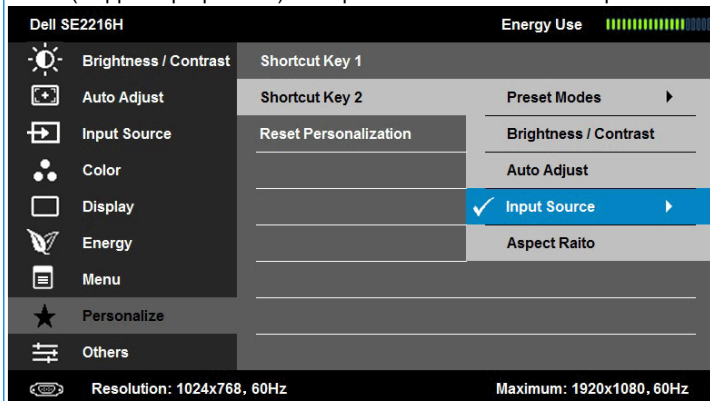 Dell SE2216H Energy Use
Brightness / Contrast Shortcut Key 1
Auto Adjust Shortcut Key 2 Preset Modes
Input Source Reset Personalization Brightness / Contrast
Color Auto Adjust
Display Input Source
Energy Aspect Raito
Menu
Personalize
Others
Resolution: 1024x768, 60Hz Maximum: 1920x1080, 60Hz